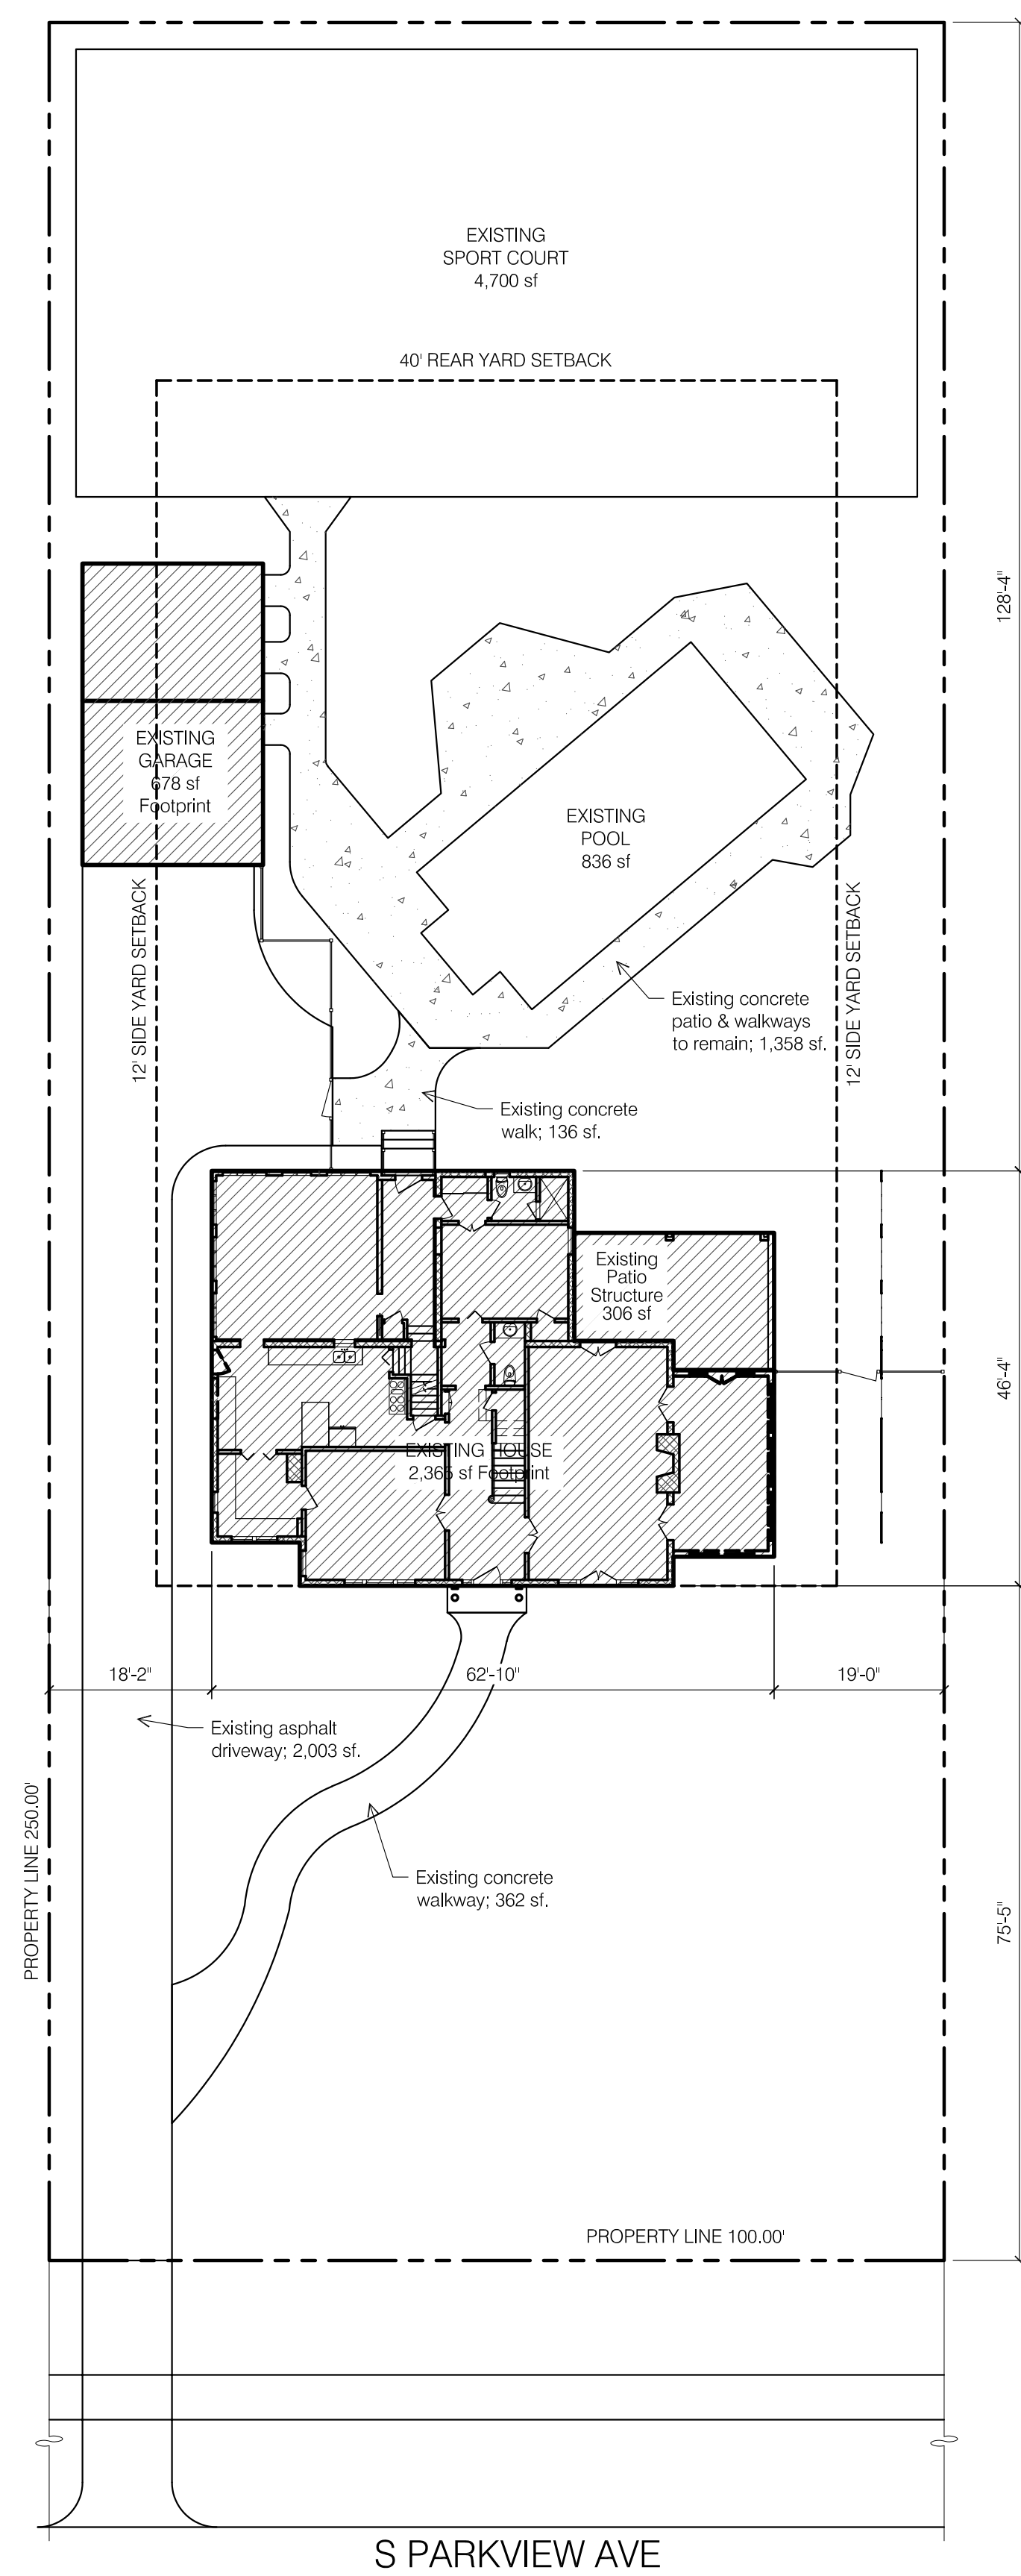 EXISTING
SPORT COURT
4,700 sf
40' REAR YARD SETBACK
128'-4"
EXISTING
GARAGE
678 sf
Footprint
EXISTING
POOL
836 sf
12' SIDE YARD SETBACK
12' SIDE YARD SETBACK
Existing concrete
patio & walkways
to remain; 1,358 sf.
Existing concrete
walk; 136 sf.
Existing
Patio
Structure
306 sf
46'-4"
EXISTING HOUSE
2,365 sf Footprint
18'-2"
62'-10"
19'-0"
Existing asphalt
driveway; 2,003 sf.
PROPERTY LINE 250.00'
Existing concrete
walkway; 362 sf.
75'-5"
PROPERTY LINE 100.00'
S PARKVIEW AVE